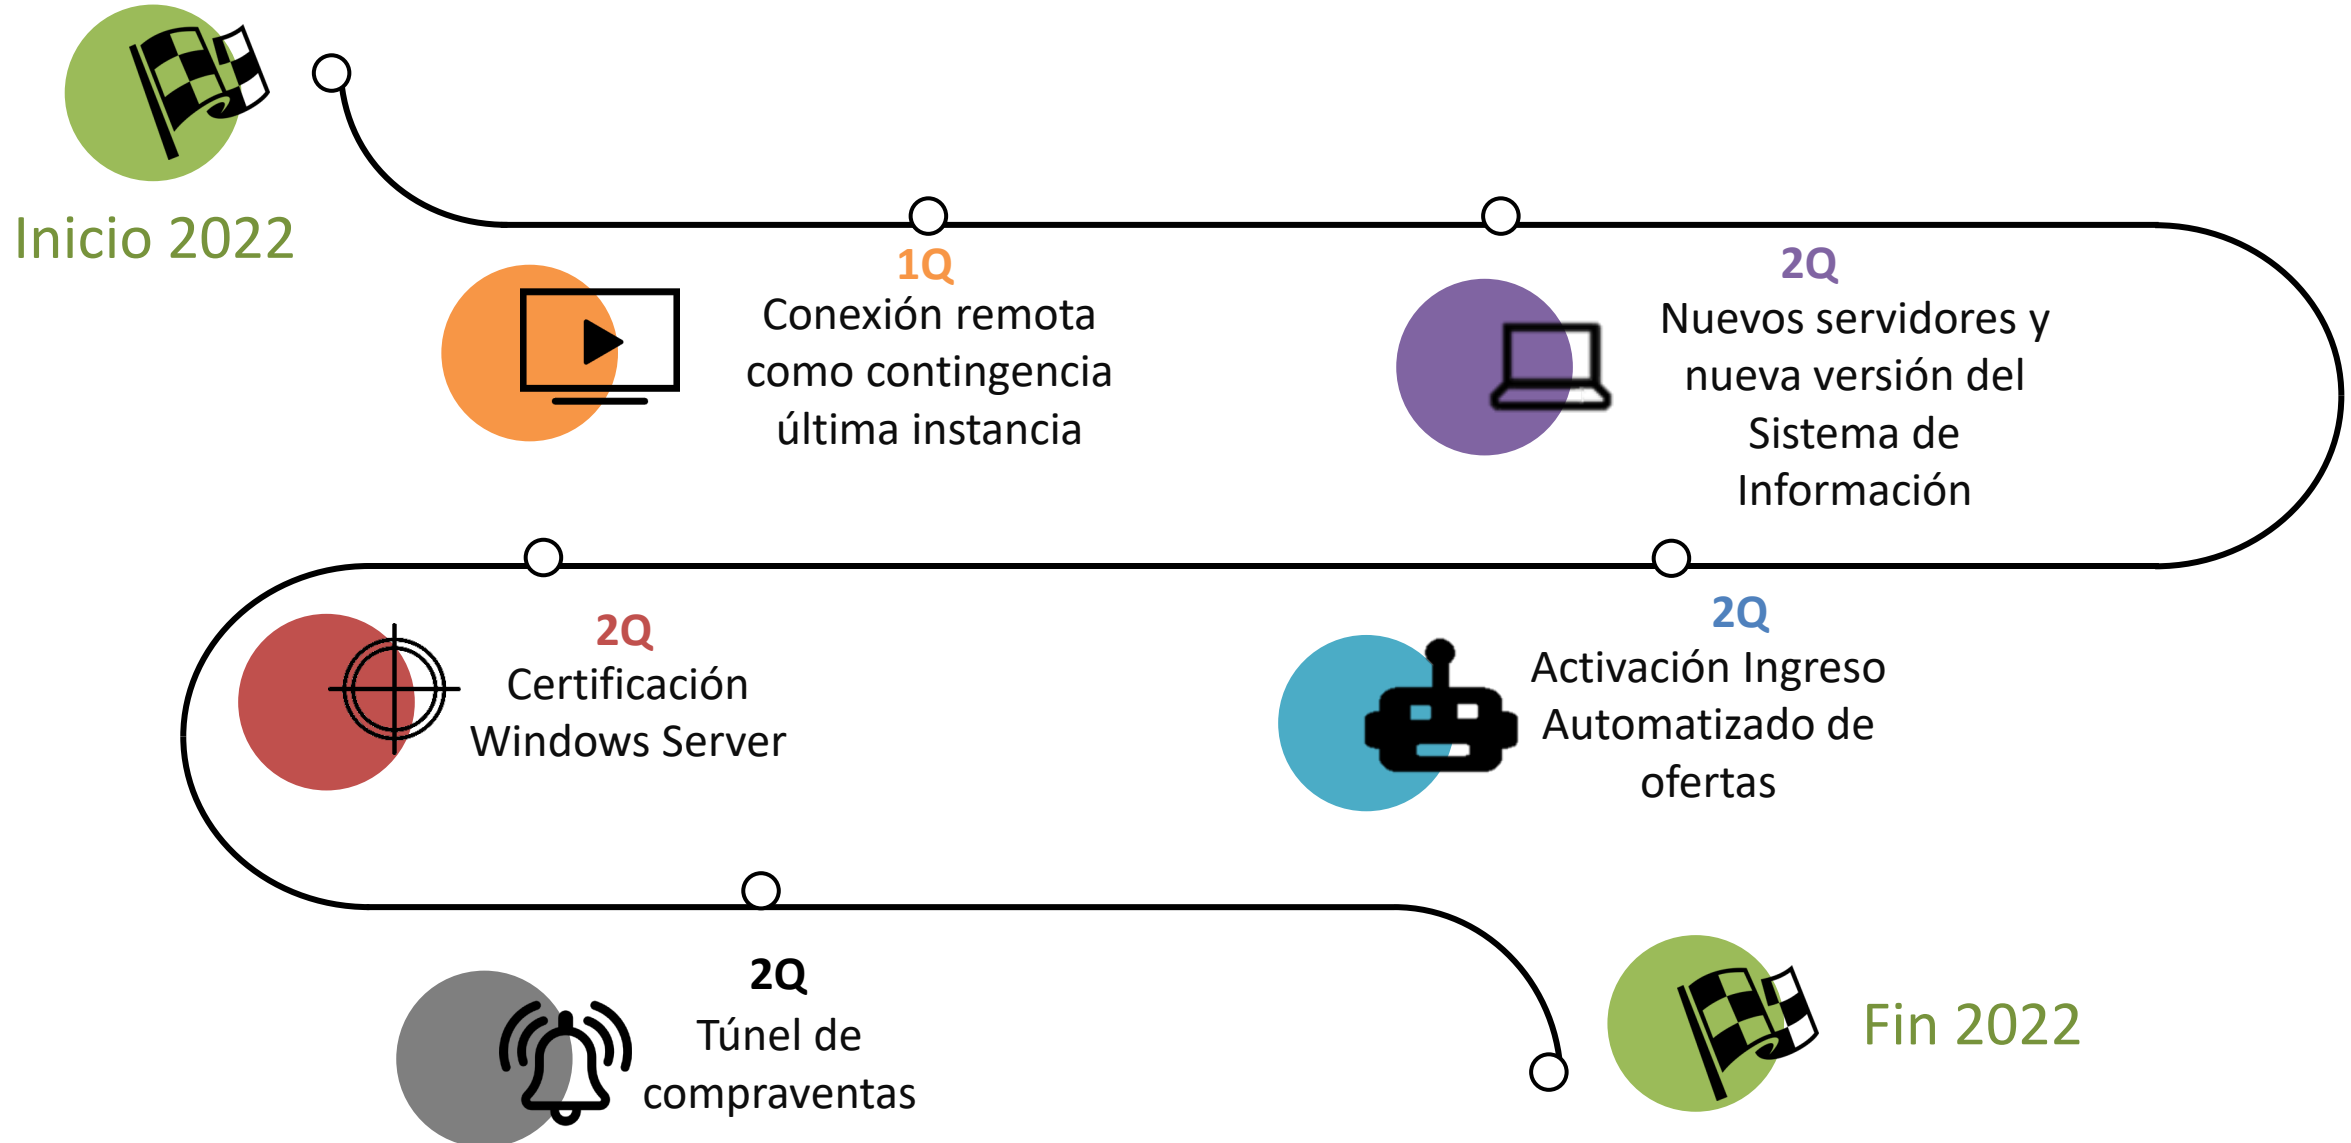 Inicio 2022
1Q
Conexión remota
como contingencia
última instancia
2Q
Nuevos servidores y
nueva versión del
Sistema de
Información
2Q
Activación Ingreso
Automatizado de
ofertas
2Q
Certificación
Windows Server
2Q
Túnel de
compraventas
Fin 2022